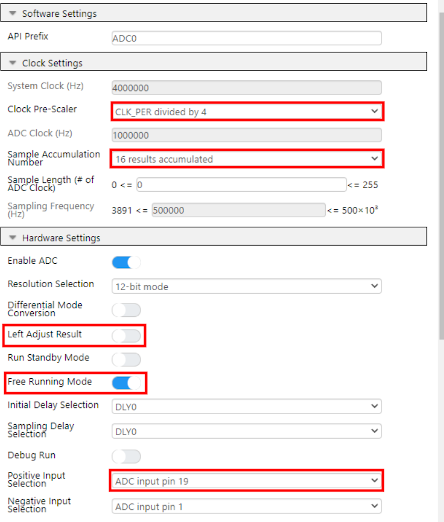 Software Settings
API Prefix
ADC0
Clock Settings
System Clock (Hz)
4000000
Clock Pre-Scaler
CLK_PER divided by 4
ADC Clock (Hz)
1000000
Sample Accumulation
Number
16 results accumulated
Sample Length (# of
ADC Clock)
0 <= 0 <= 255
Sampling Frequency
(Hz)
3891 <= 500000 <= 500×10⁸
Hardware Settings
Enable ADC
Resolution Selection
12-bit mode
Differential Mode
Conversion
Left Adjust Result
Run Standby Mode
Free Running Mode
Initial Delay Selection
DLY0
Sampling Delay
Selection
DLY0
Debug Run
Positive Input
Selection
ADC input pin 19
Negative Input
Selection
ADC input pin 1